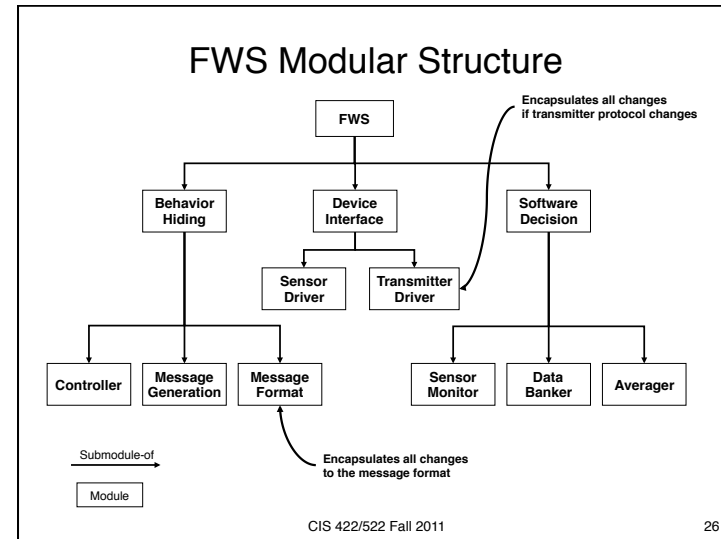 FWS Modular Structure
Encapsulates all changes
if transmitter protocol changes
FWS
Behavior
Hiding
Device
Interface
Software
Decision
Sensor
Driver
Transmitter
Driver
Controller
Message
Generation
Message
Format
Sensor
Monitor
Data
Banker
Averager
Submodule-of
Module
Encapsulates all changes
to the message format
CIS 422/522 Fall 2011
26